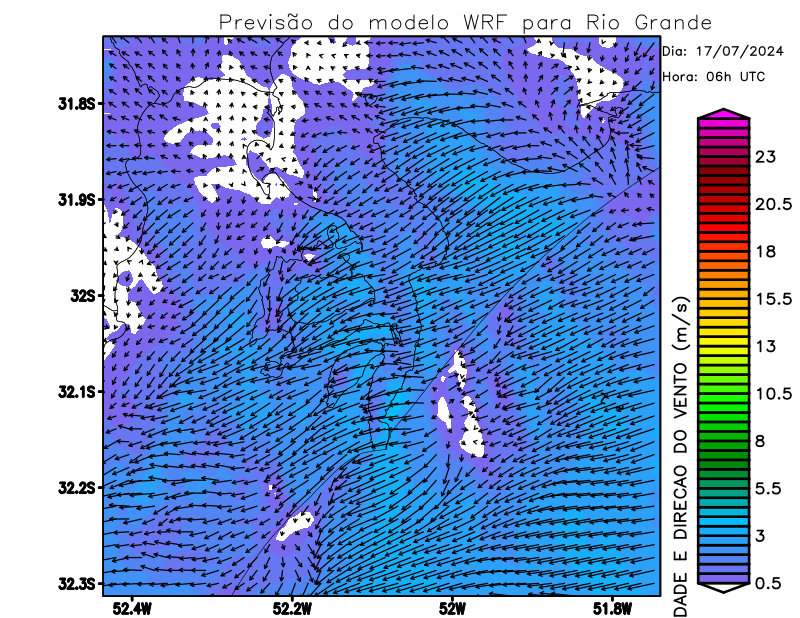 Previsão do modelo WRF para Rio Grande
Dia: 17/07/2024
Hora: 06h UTC
31.8S
31.9S
32S
32.1S
32.2S
32.3S
52.4W
52.2W
52W
51.8W
23
20.5
18
15.5
13
10.5
8
5.5
3
0.5
DADE E DIRECAO DO VENTO (m/s)